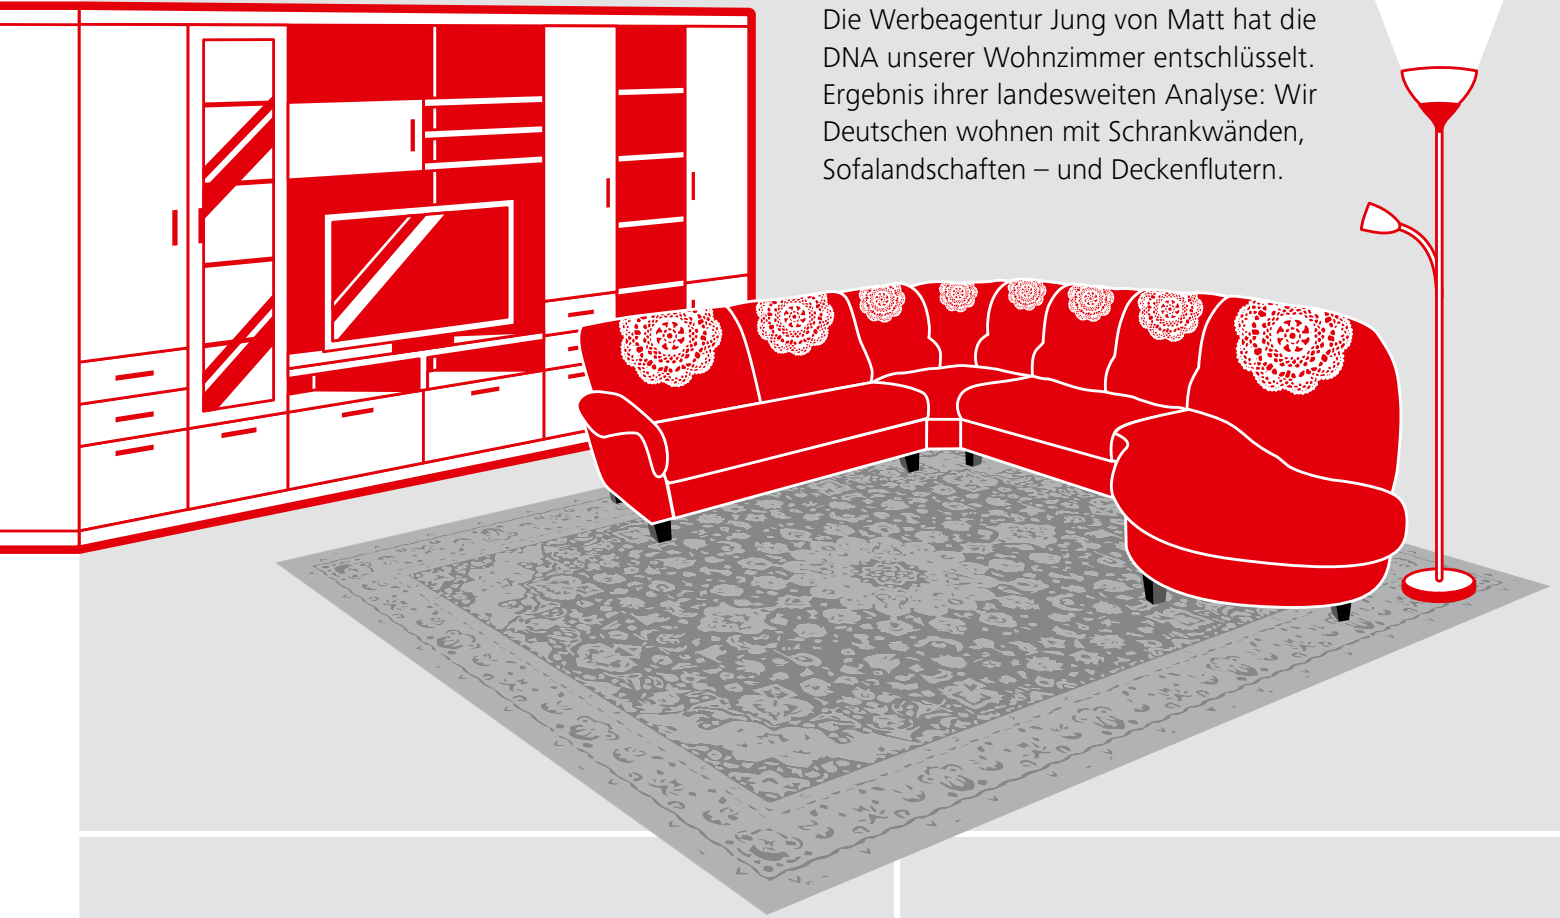 Die Werbeagentur Jung von Matt hat die
DNA unserer Wohnzimmer entschlüsselt.
Ergebnis ihrer landesweiten Analyse: Wir
Deutschen wohnen mit Schrankwänden,
Sofalandschaften – und Deckenflutern.